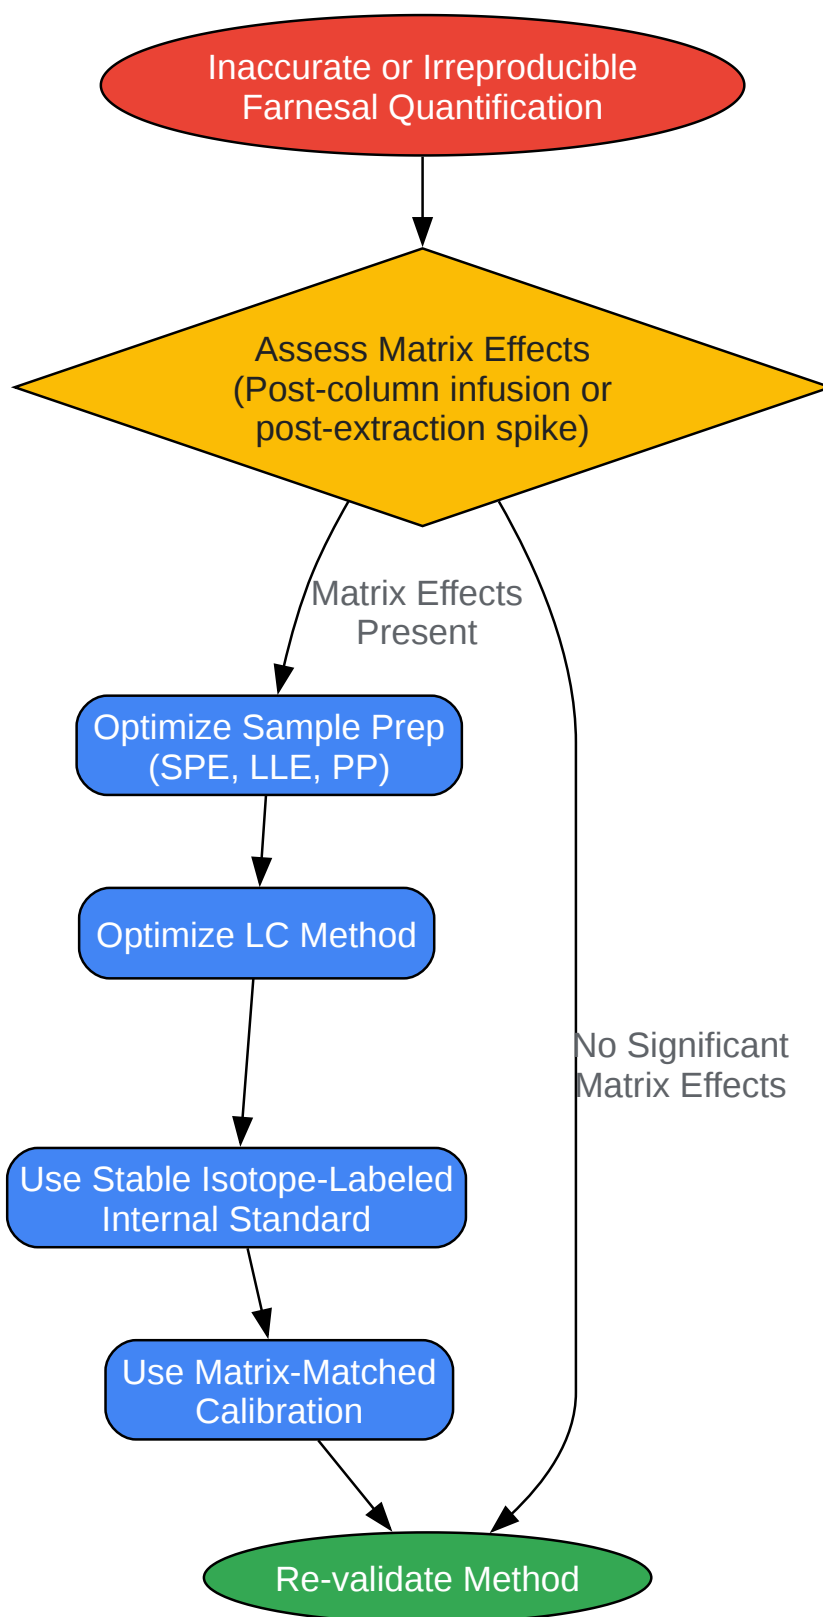 Inaccurate or Irreproducible
Farnesal Quantification
Assess Matrix Effects
(Post-column infusion or
post-extraction spike)
Matrix Effects
Present
Optimize Sample Prep
(SPE, LLE, PP)
Optimize LC Method
No Significant
Matrix Effects
Use Stable Isotope-Labeled
Internal Standard
Use Matrix-Matched
Calibration
Re-validate Method